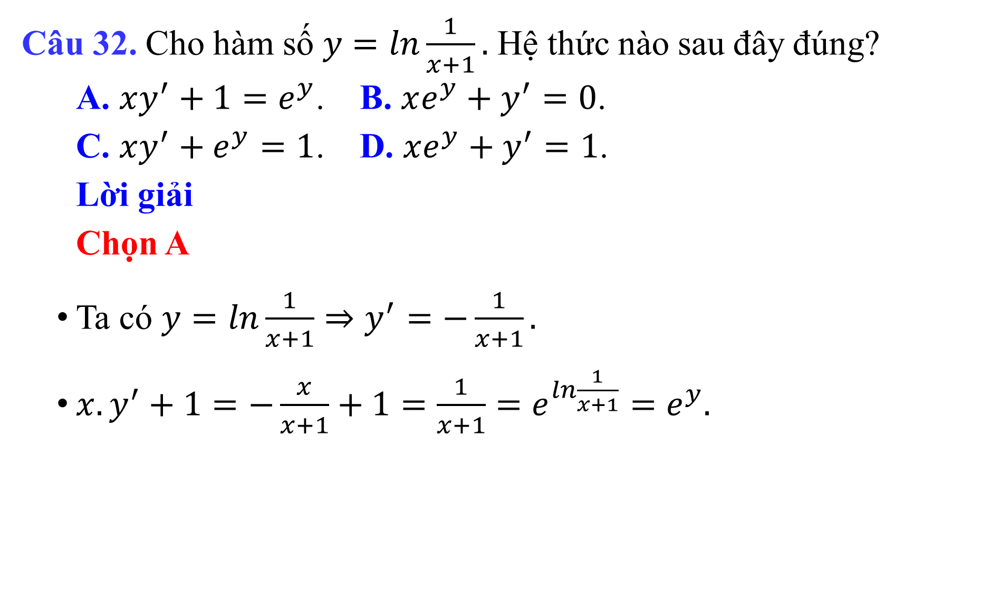 Câu 32. Cho hàm số $y = ln\frac{1}{x+1}$. Hệ thức nào sau đây đúng?
A. $xy' + 1 = e^y$. B. $xe^y + y' = 0$.
C. $xy' + e^y = 1$. D. $xe^y + y' = 1$.
Lời giải
Chọn A
• Ta có $y = ln\frac{1}{x+1} \Rightarrow y' = -\frac{1}{x+1}$.
• $x.y' + 1 = -\frac{x}{x+1} + 1 = \frac{1}{x+1} = e^{ln\frac{1}{x+1}} = e^y$.